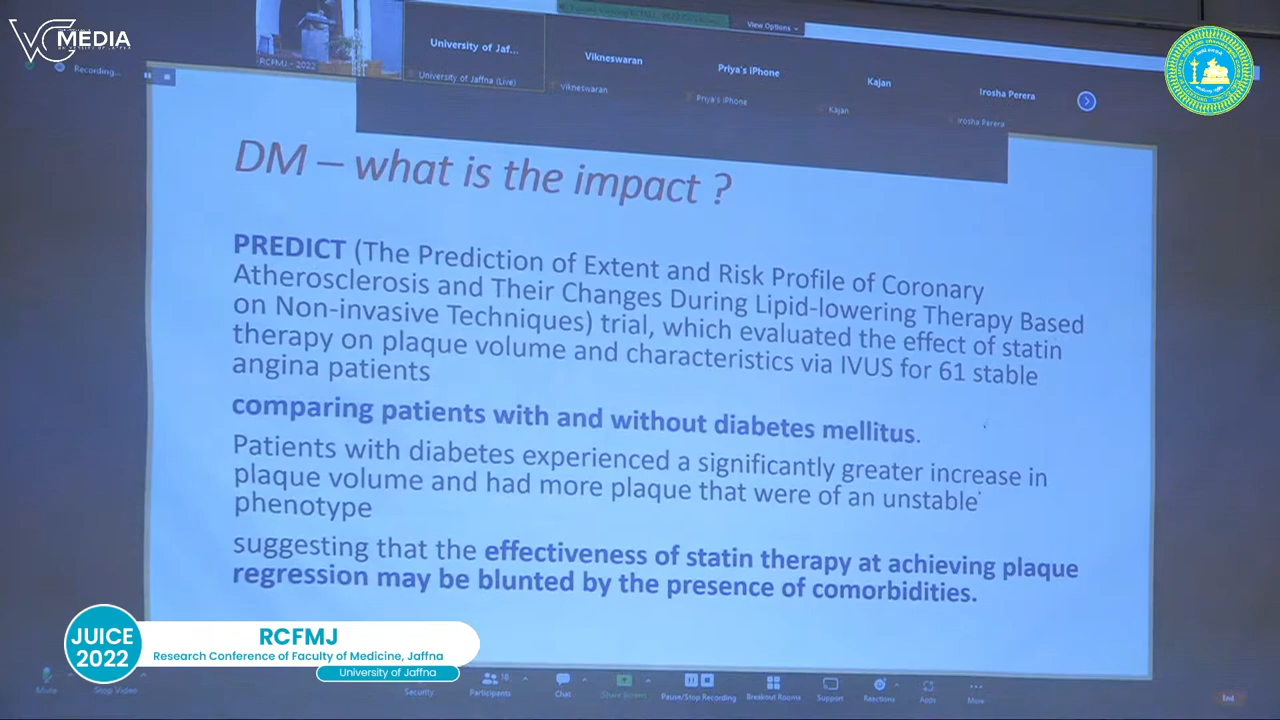 VG MEDIA
UNIVERSITY OF JAFFNA
Recording...
RCFMJ - 2022
View Options
University of Jaf...
University of Jaffna (Live)
Vikneswaran
Vikneswaran
Priya's iPhone
Priya's iPhone
Kajan
Kajan
Irosha Perera
Irosha Perera
DM – what is the impact ?
PREDICT (The Prediction of Extent and Risk Profile of Coronary
Atherosclerosis and Their Changes During Lipid-lowering Therapy Based
on Non-invasive Techniques) trial, which evaluated the effect of statin
therapy on plaque volume and characteristics via IVUS for 61 stable
angina patients
comparing patients with and without diabetes mellitus.
Patients with diabetes experienced a significantly greater increase in
plaque volume and had more plaque that were of an unstable
phenotype
suggesting that the effectiveness of statin therapy at achieving plaque
regression may be blunted by the presence of comorbidities.
JUICE
2022
RCFMJ
Research Conference of Faculty of Medicine, Jaffna
University of Jaffna
Mute
Stop Video
Security
Participants
18
Chat
Share Screen
Pause/Stop Recording
Breakout Rooms
Support
Reactions
Apps
More
End